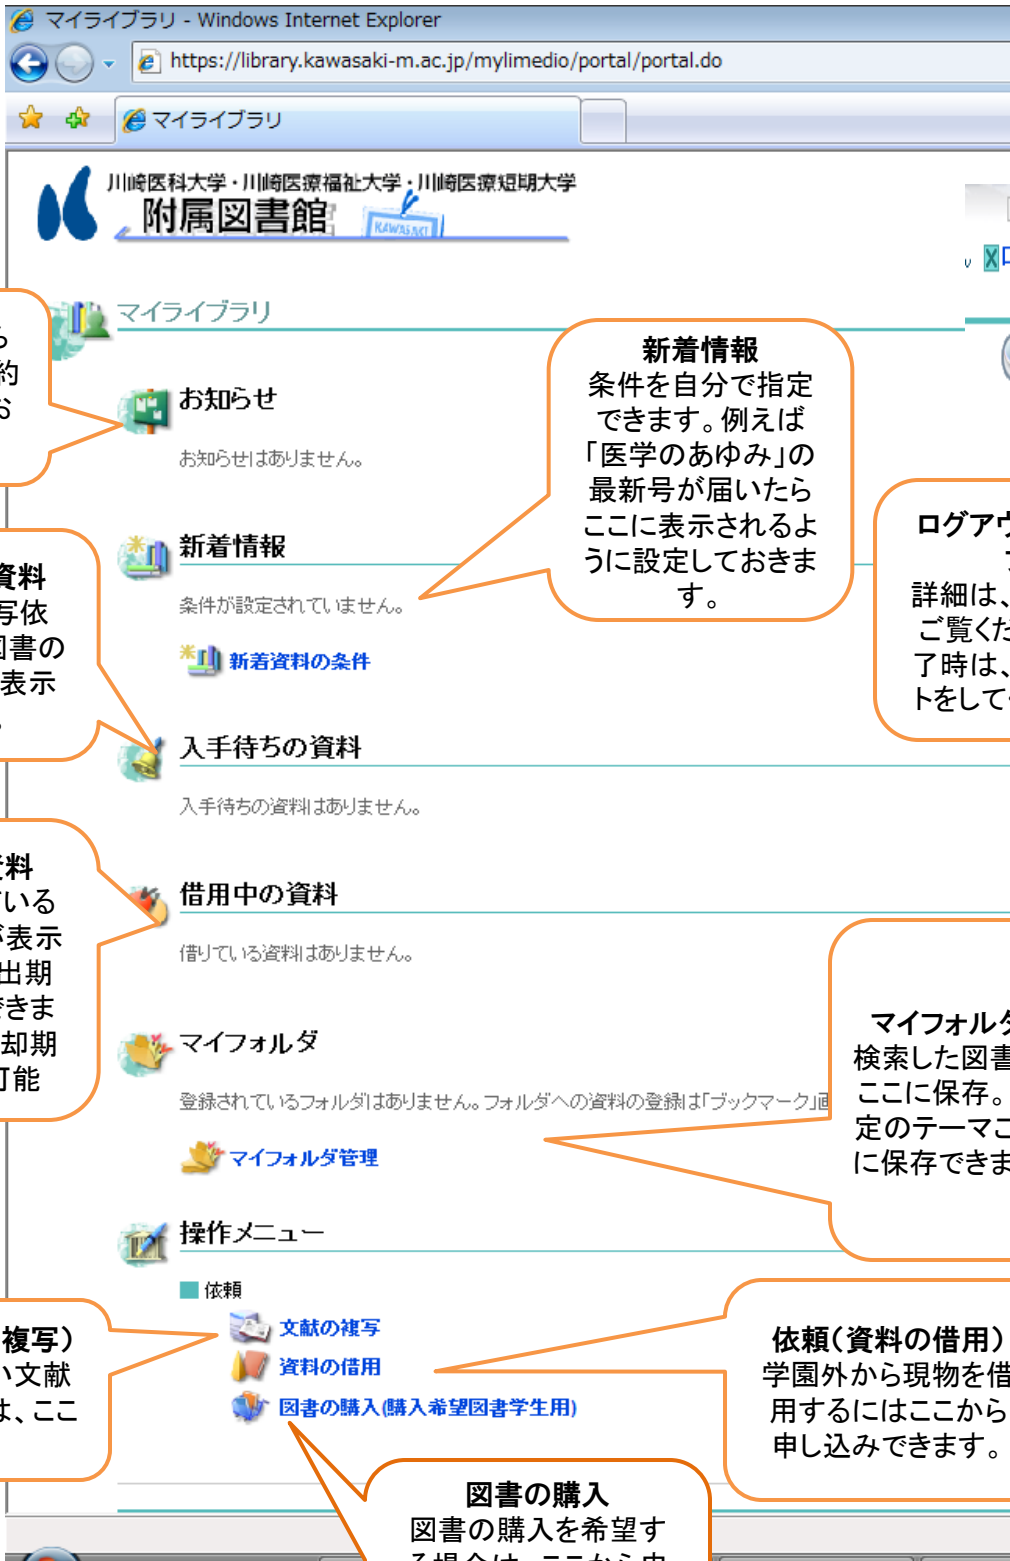 マイライブラリ - Windows Internet Explorer
https://library.kawasaki-m.ac.jp/mylimedio/portal/portal.do
マイライブラリ
川崎医科大学・川崎医療福祉大学・川崎医療短期大学
附属図書館
KAWASAKI
マイライブラリ
約
お
お知らせ
お知らせはありません。
新着情報
条件を自分で指定
できます。例えば
「医学のあゆみ」の
最新号が届いたら
ここに表示されるよ
うに設定しておきま
す。
新着情報
条件が設定されていません。
新着資料の条件
ログアウ
詳細は、
ご覧くだ
了時は、
トをして
資料
写依
図書の
表示
入手待ちの資料
入手待ちの資料はありません。
資料
いる
が表示
出期
できま
却期
可能
借用中の資料
借りている資料はありません。
マイフォルダ
登録されているフォルダはありません。フォルダへの資料の登録は「ブックマーク」画
マイフォルダ管理
マイフォルダ
検索した図書
ここに保存。
定のテーマご
に保存できま
操作メニュー
依頼
文献の複写
資料の借用
図書の購入(購入希望図書学生用)
複写）
い文献
は、ここ
依頼（資料の借用）
学園外から現物を借
用するにはここから
申し込みできます。
図書の購入
図書の購入を希望す
る場合は、ここから申